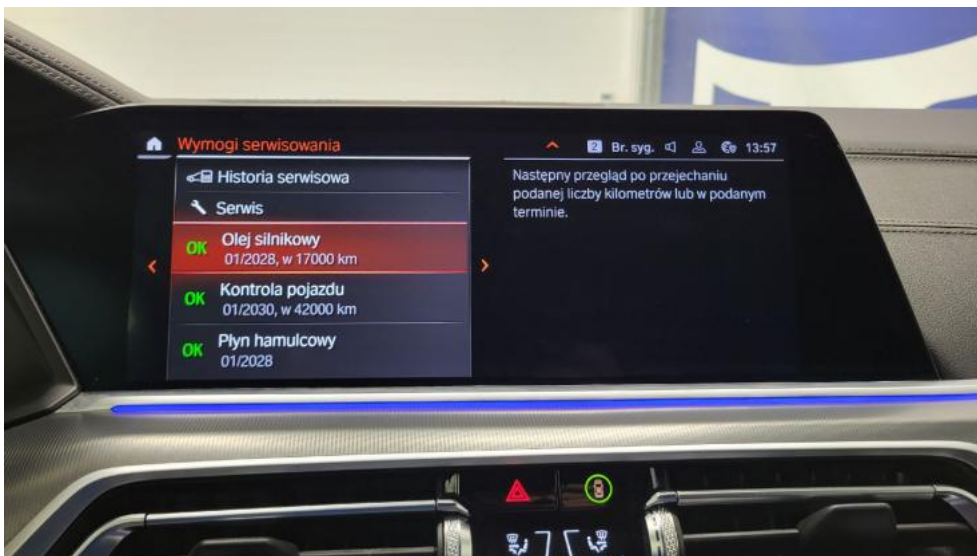 Wymogi serwisowania
2 Br. syg. 13:57
Historia serwisowa
Serwis
OK Olej silnikowy
01/2028, w 17000 km
OK Kontrola pojazdu
01/2030, w 42000 km
OK Płyn hamulcowy
01/2028
Następny przegląd po przejechaniu
podanej liczby kilometrów lub w podanym
terminie.